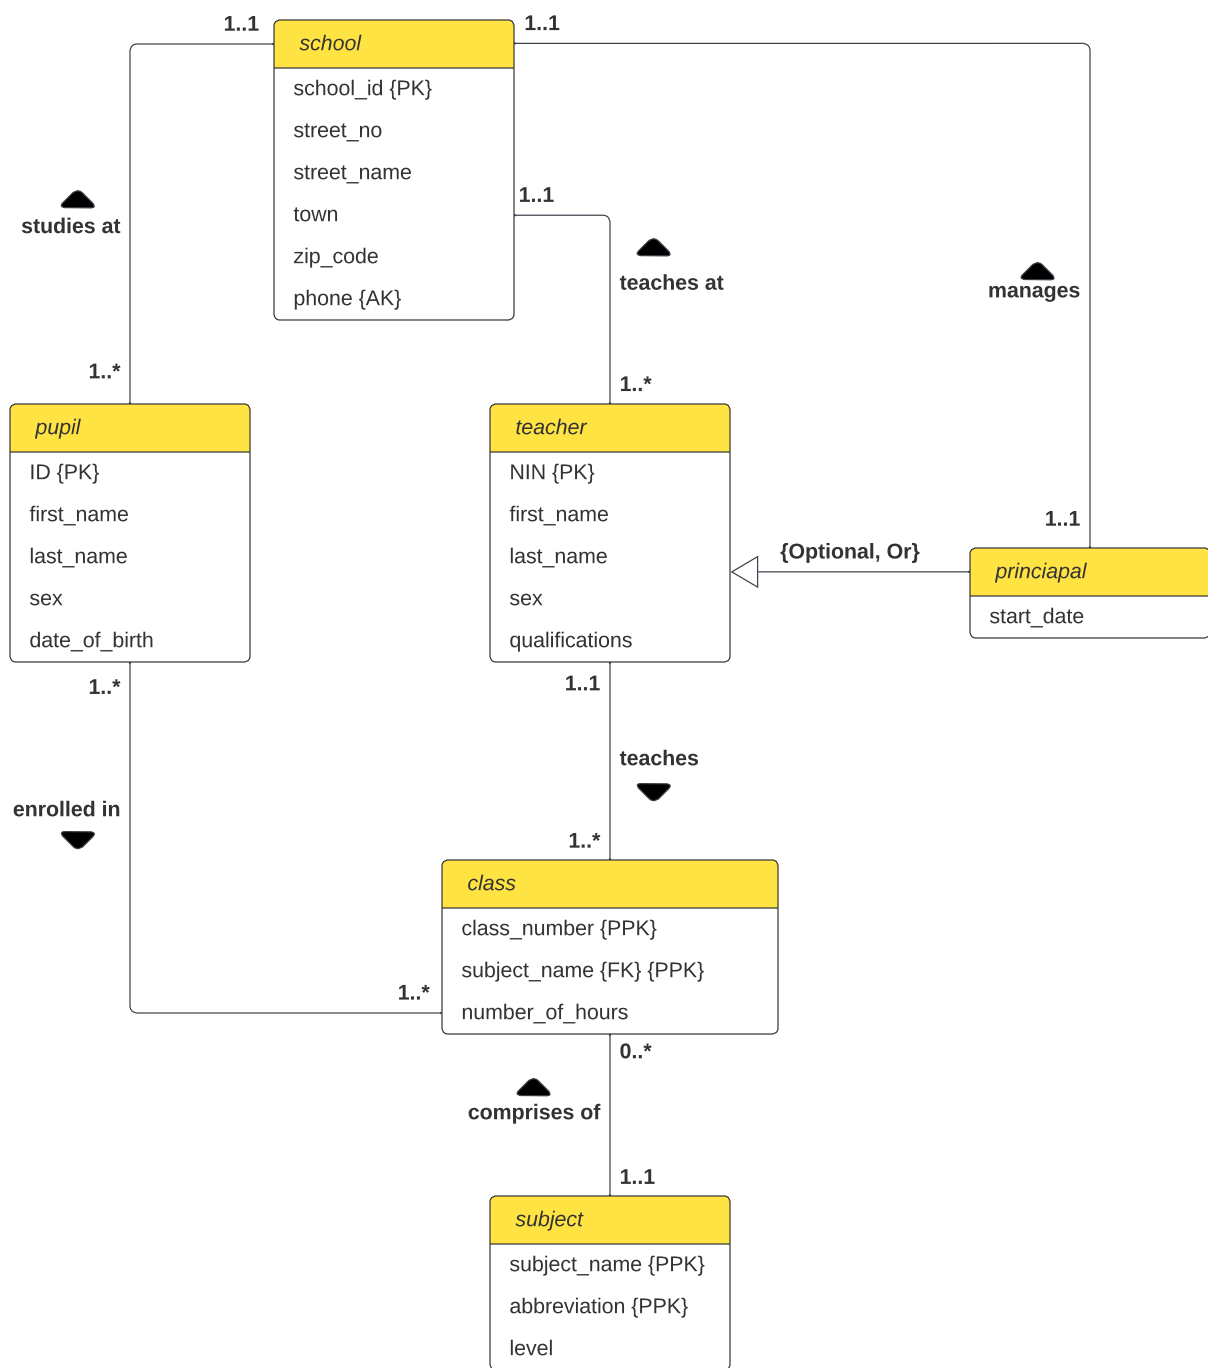 1..1
school
1..1
school_id {PK}
street_no
street_name
town
zip_code
phone {AK}
1..1
studies at
teaches at
manages
1..*
1..*
pupil
ID {PK}
first_name
last_name
sex
date_of_birth
teacher
NIN {PK}
first_name
last_name
sex
qualifications
1..1
{Optional, Or}
princiapal
start_date
1..*
1..1
teaches
enrolled in
1..*
class
class_number {PPK}
subject_name {FK} {PPK}
number_of_hours
1..*
0..*
comprises of
1..1
subject
subject_name {PPK}
abbreviation {PPK}
level